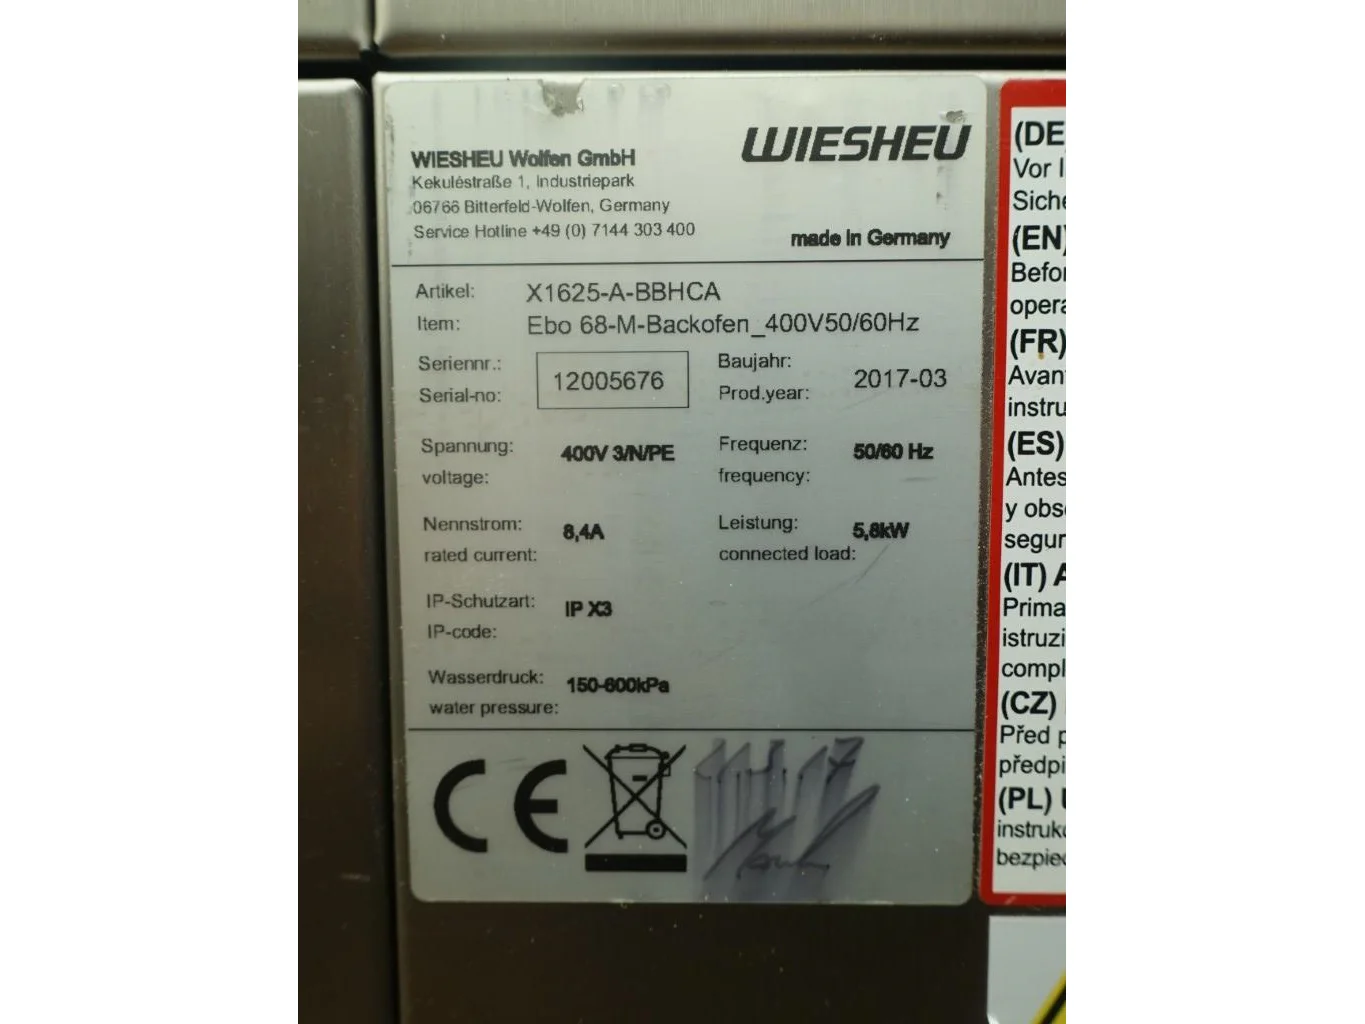 WIESHEU
WIESHEU Wolfen GmbH
Kekuléstraße 1, Industriepark
06766 Bitterfeld-Wolfen, Germany
Service Hotline +49 (0) 7144 303 400
made in Germany
Artikel: X1625-A-BBHCA
Item: Ebo 68-M-Backofen_400V50/60Hz
Seriennr.:
Serial-no: 12005676
Baujahr:
Prod.year: 2017-03
Spannung:
voltage: 400V 3/N/PE
Frequenz:
frequency: 50/60 Hz
Nennstrom:
rated current: 8,4A
Leistung:
connected load: 5,8kW
IP-Schutzart:
IP-code: IP X3
Wasserdruck:
water pressure: 150-600kPa
CE
(DE
Vor
Siche
(EN)
Befor
opera
(FR)
Avant
instru
(ES)
Antes
y obs
segur
(IT) A
Prima
istruzi
compl
(CZ)
Před p
předpi
(PL) U
instruk
bezpie